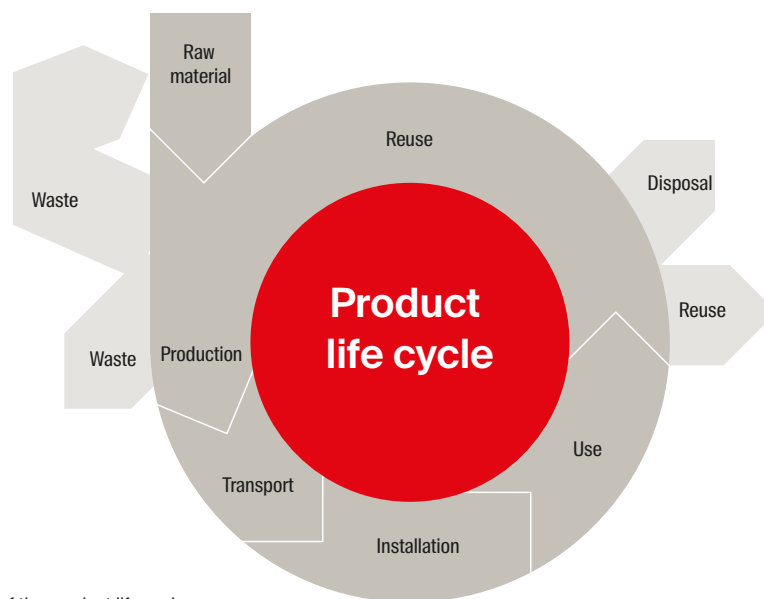 Raw
material
Reuse
Waste
Disposal
Product
life cycle
Reuse
Waste
Production
Use
Transport
Installation